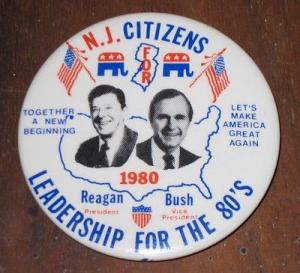 N.J. CITIZENS
FOR
TOGETHER
A NEW
BEGINNING
LET'S
MAKE
AMERICA
GREAT
AGAIN
1980
Reagan
President
Bush
Vice
President
LEADERSHIP FOR THE 80'S